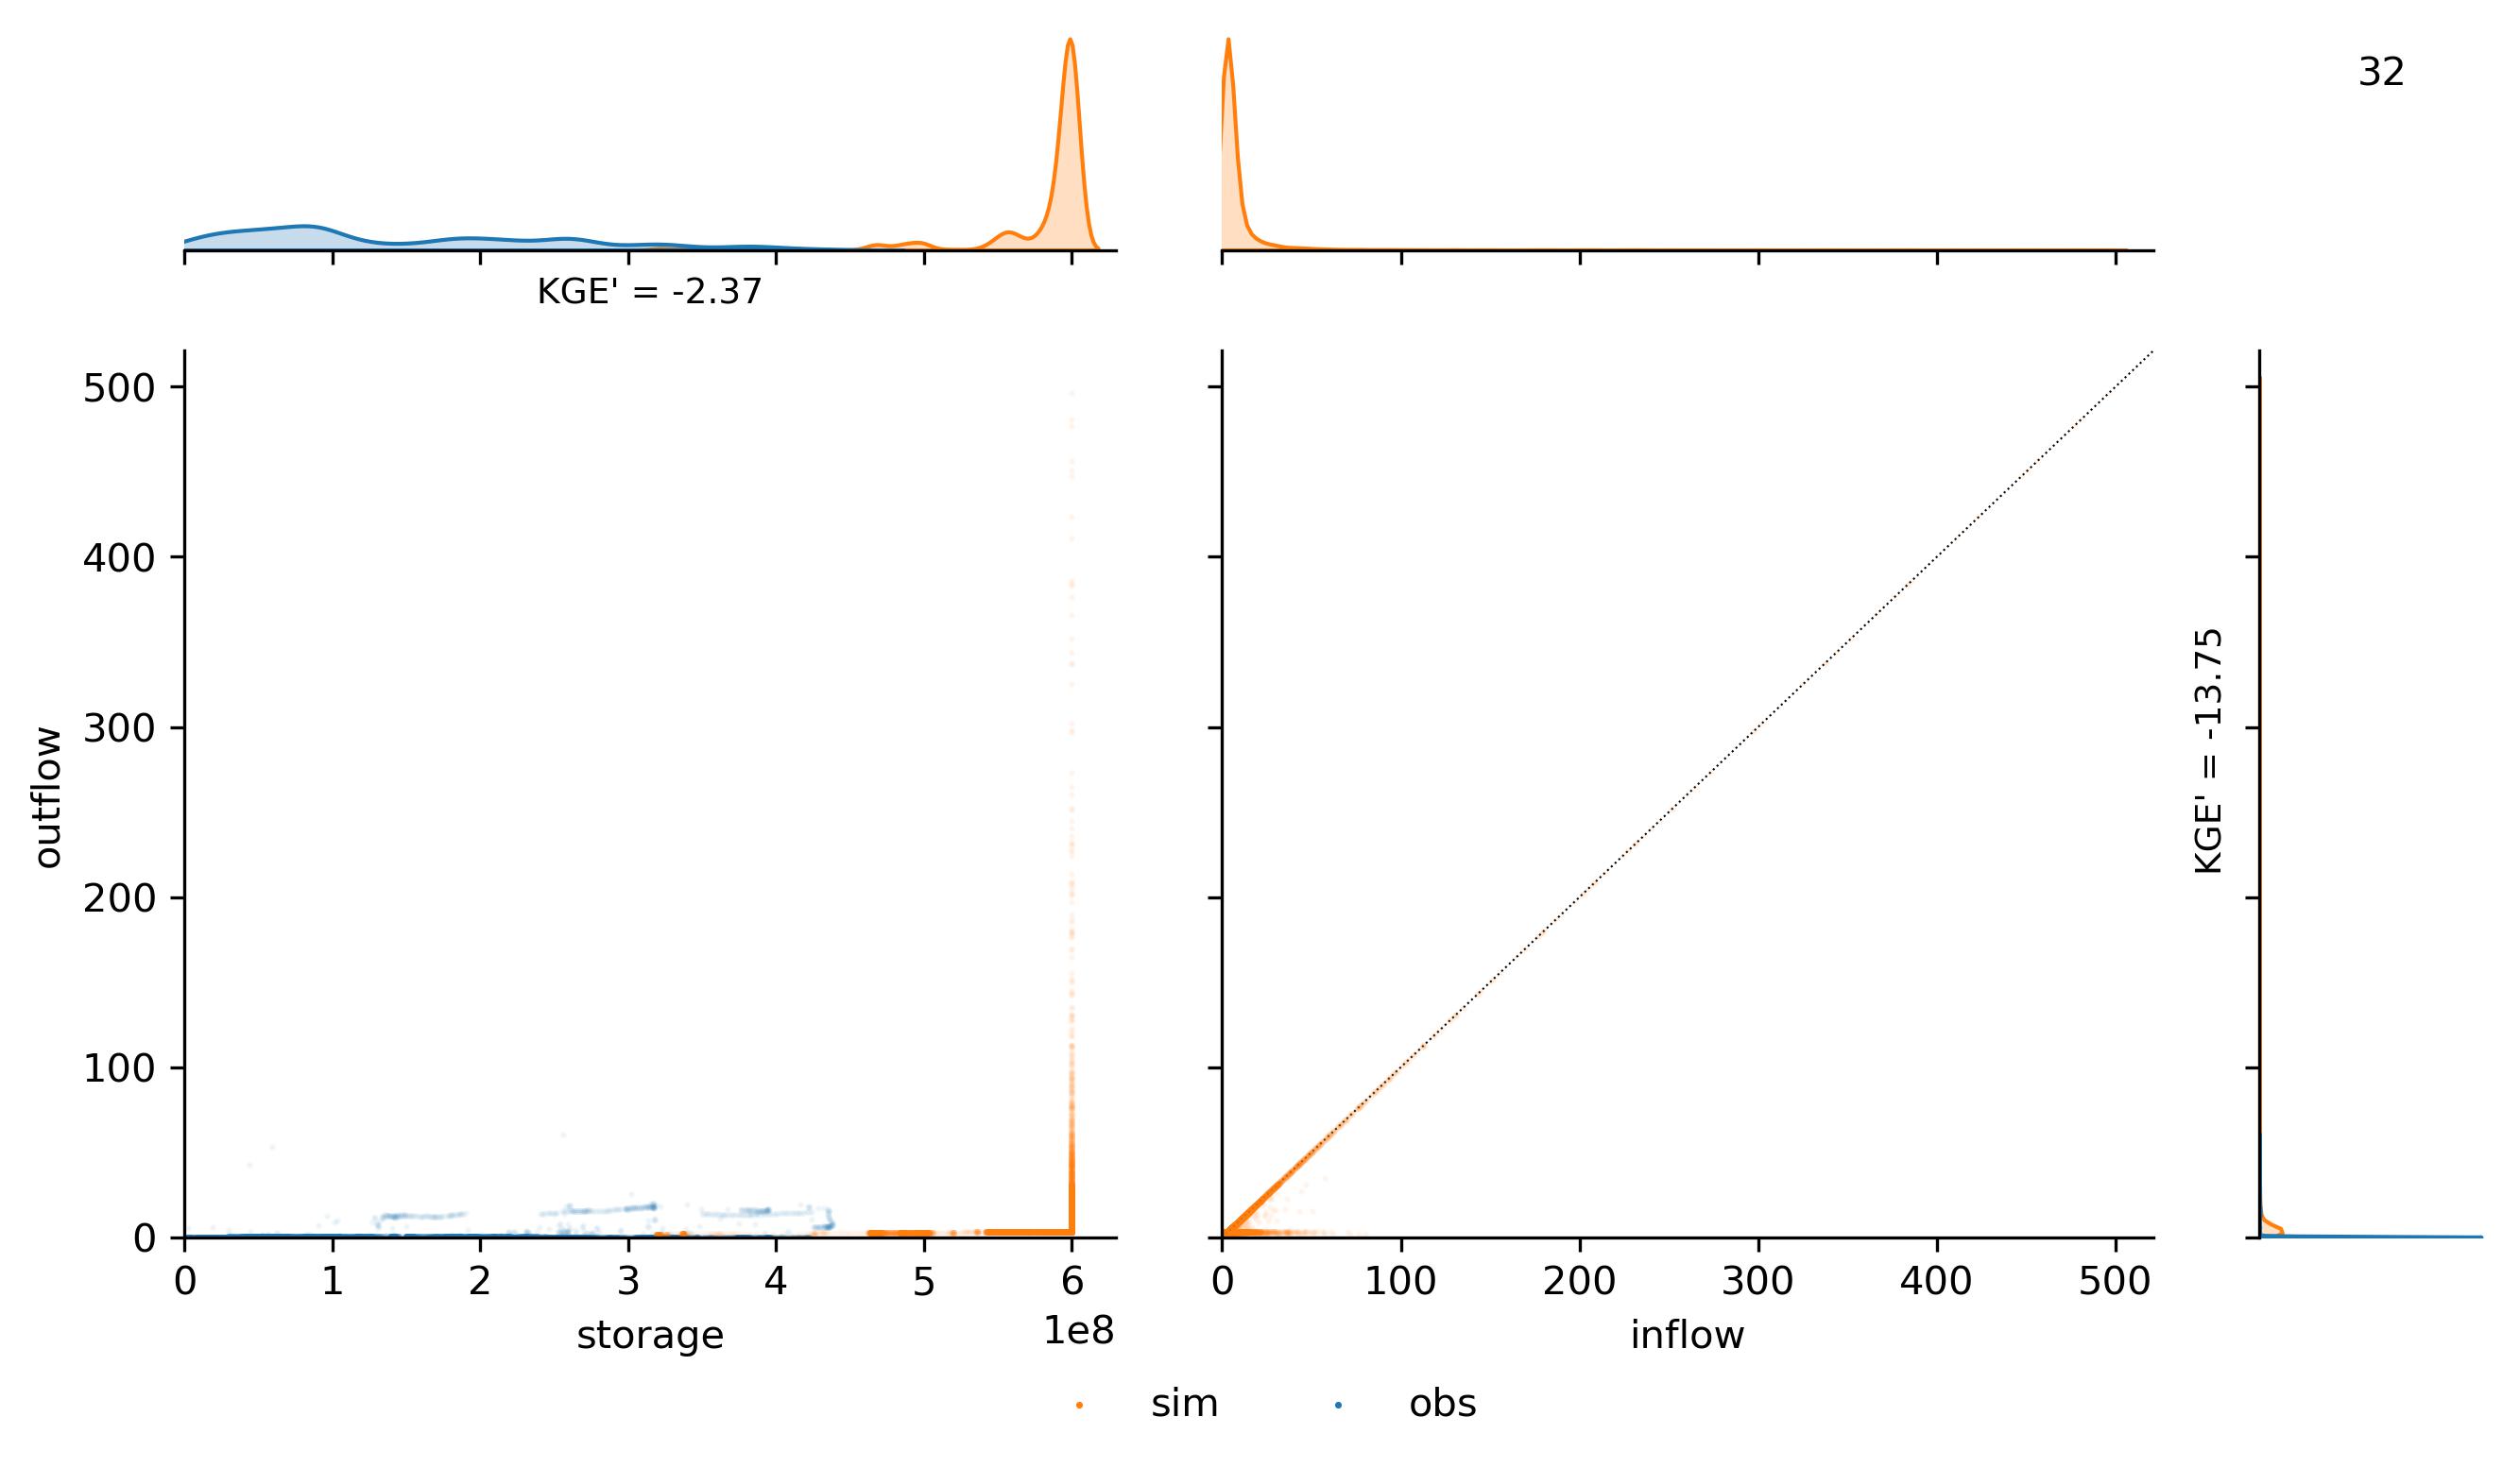 32
KGE' = -2.37
500
400
300
200
100
0
outflow
0 1 2 3 4 5 6
1e8
storage
KGE' = -13.75
0 100 200 300 400 500
inflow
sim obs